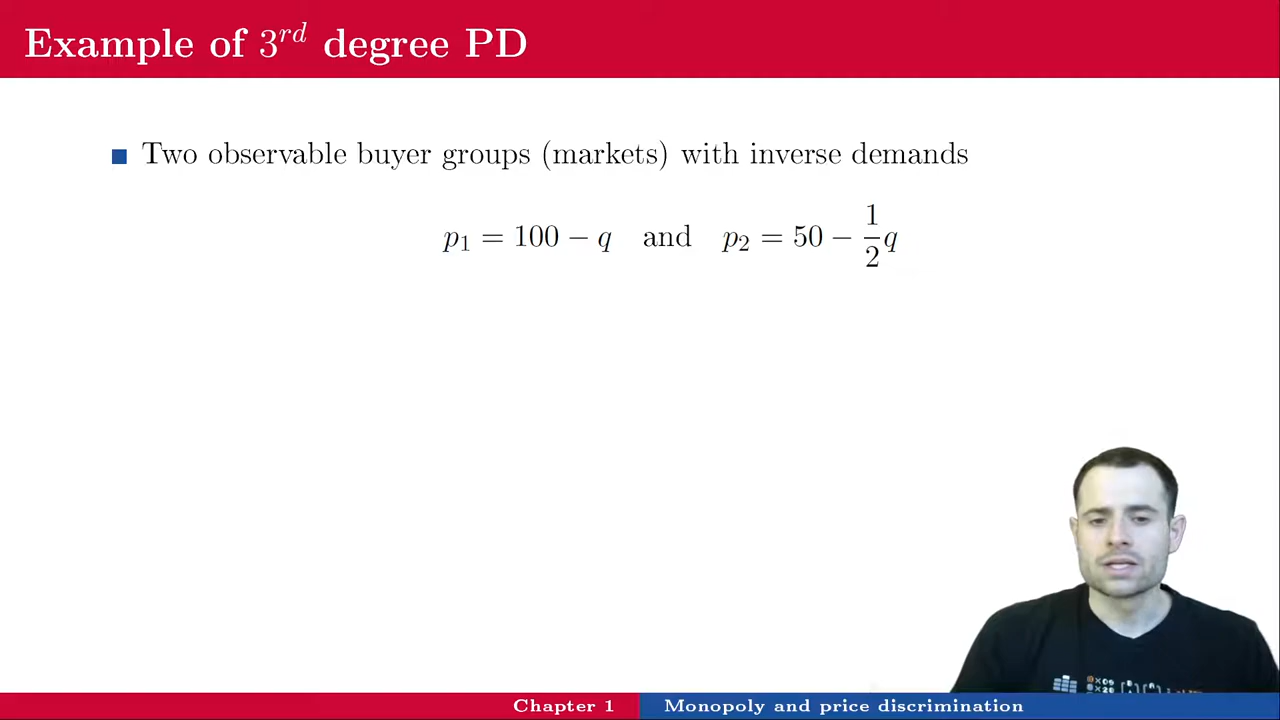 Example of 3rd degree PD
Two observable buyer groups (markets) with inverse demands
p₁ = 100 − q and p₂ = 50 − 1/2 q
Chapter 1 Monopoly and price discrimination